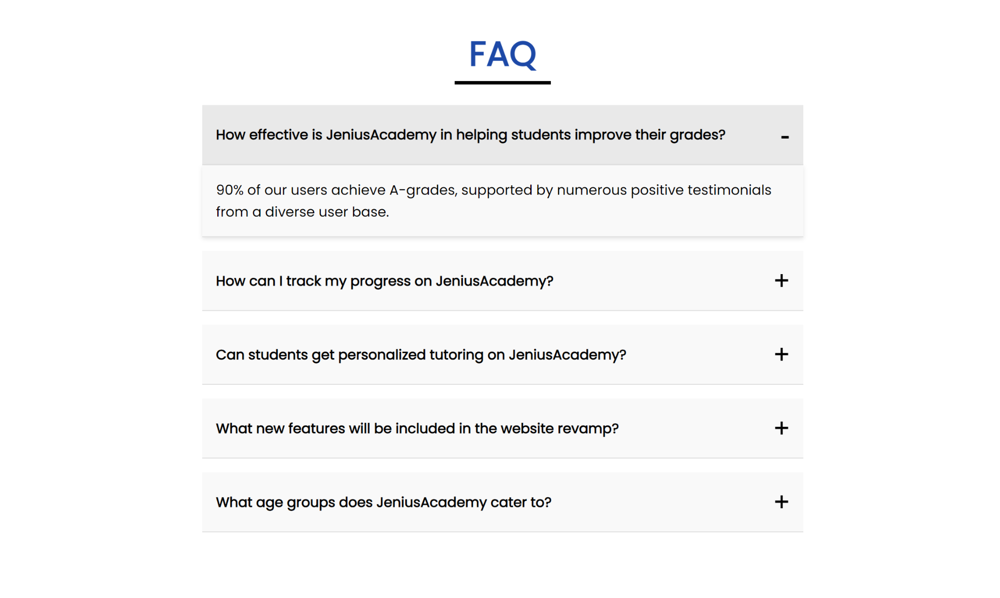 FAQ
How effective is JeniusAcademy in helping students improve their grades? -
90% of our users achieve A-grades, supported by numerous positive testimonials
from a diverse user base.
How can I track my progress on JeniusAcademy? +
Can students get personalized tutoring on JeniusAcademy? +
What new features will be included in the website revamp? +
What age groups does JeniusAcademy cater to? +